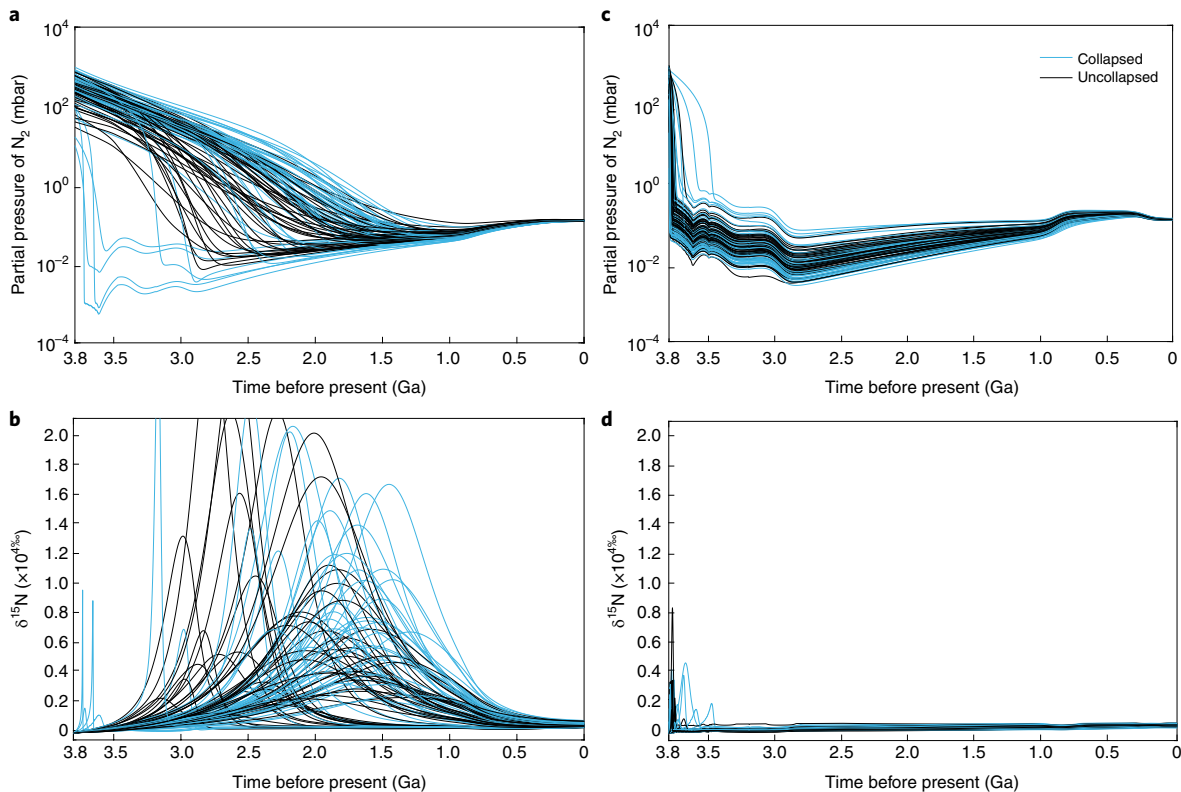 a
10⁴
10²
10⁰
10⁻²
10⁻⁴
Partial pressure of N₂ (mbar)
3.8 3.5 3.0 2.5 2.0 1.5 1.0 0.5 0
Time before present (Ga)
b
2.0
1.8
1.6
1.4
1.2
1.0
0.8
0.6
0.4
0.2
0
δ¹⁵N (×10⁴‰)
3.8 3.5 3.0 2.5 2.0 1.5 1.0 0.5 0
Time before present (Ga)
c
10⁴
10²
10⁰
10⁻²
10⁻⁴
Partial pressure of N₂ (mbar)
Collapsed
Uncollapsed
3.8 3.5 3.0 2.5 2.0 1.5 1.0 0.5 0
Time before present (Ga)
d
2.0
1.8
1.6
1.4
1.2
1.0
0.8
0.6
0.4
0.2
0
δ¹⁵N (×10⁴‰)
3.8 3.5 3.0 2.5 2.0 1.5 1.0 0.5 0
Time before present (Ga)